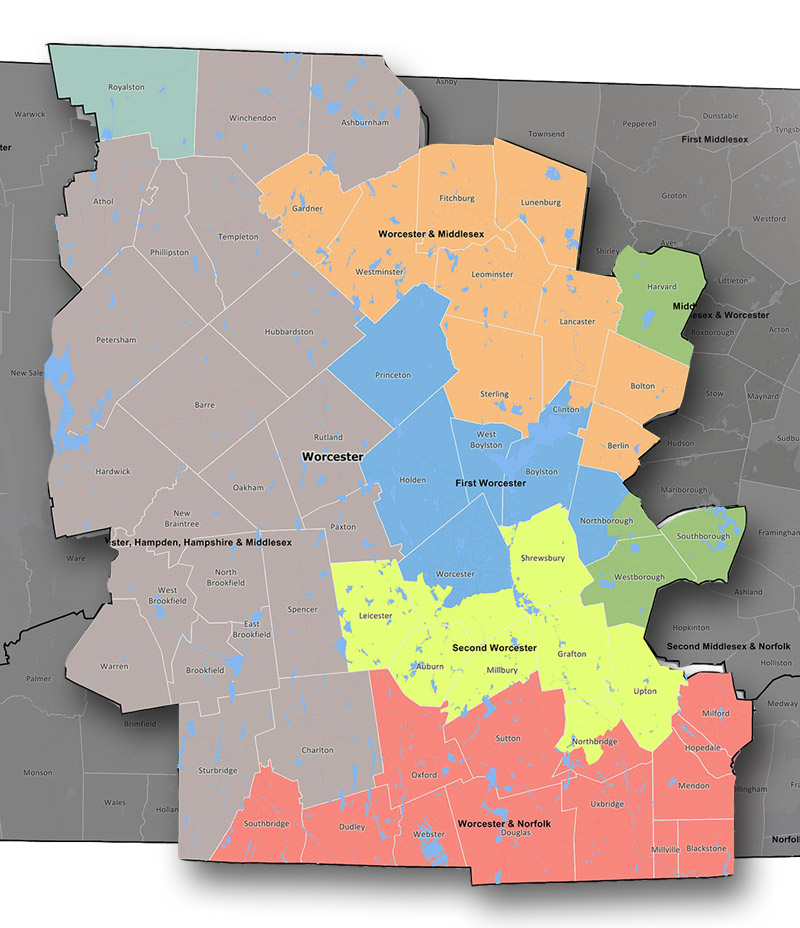 Ashby
Royalston
Warwick
Winchendon
Ashburnham
Pepperell
Dunstable
Townsend
First Middlesex
Athol
Gardner
Fitchburg
Lunenburg
Groton
Westford
Templeton
Worcester & Middlesex
Phillipston
Shirley
Ayer
Westminster
Leominster
Harvard
Littleton
Middlesex & Worcester
Lancaster
Boxborough
Acton
Petersham
Hubbardston
New Sale
Princeton
Sterling
Bolton
Stow
Maynard
Barre
Clinton
Rutland
West
Boylston
Berlin
Hudson
Sudbu
Worcester
Hardwick
Holden
First Worcester
Boylston
Oakham
Marlborough
New
Braintree
Paxton
Northborough
Southborough
Framingham
ster, Hampden, Hampshire & Middlesex
Ware
Shrewsbury
North
Brookfield
Worcester
Westborough
West
Brookfield
Spencer
Leicester
Ashland
East
Brookfield
Hopkinton
Second Worcester
Grafton
Second Middlesex & Norfolk
Warren
Brookfield
Auburn
Millbury
Holliston
Palmer
Upton
Medway
Milford
Brimfield
Sutton
Northbridge
Charlton
Hopedale
Monson
Sturbridge
Oxford
Mendon
ellingham
Wales
Uxbridge
Southbridge
Dudley
Worcester & Norfolk
Webster
Douglas
Norfol
Millville
Blackstone